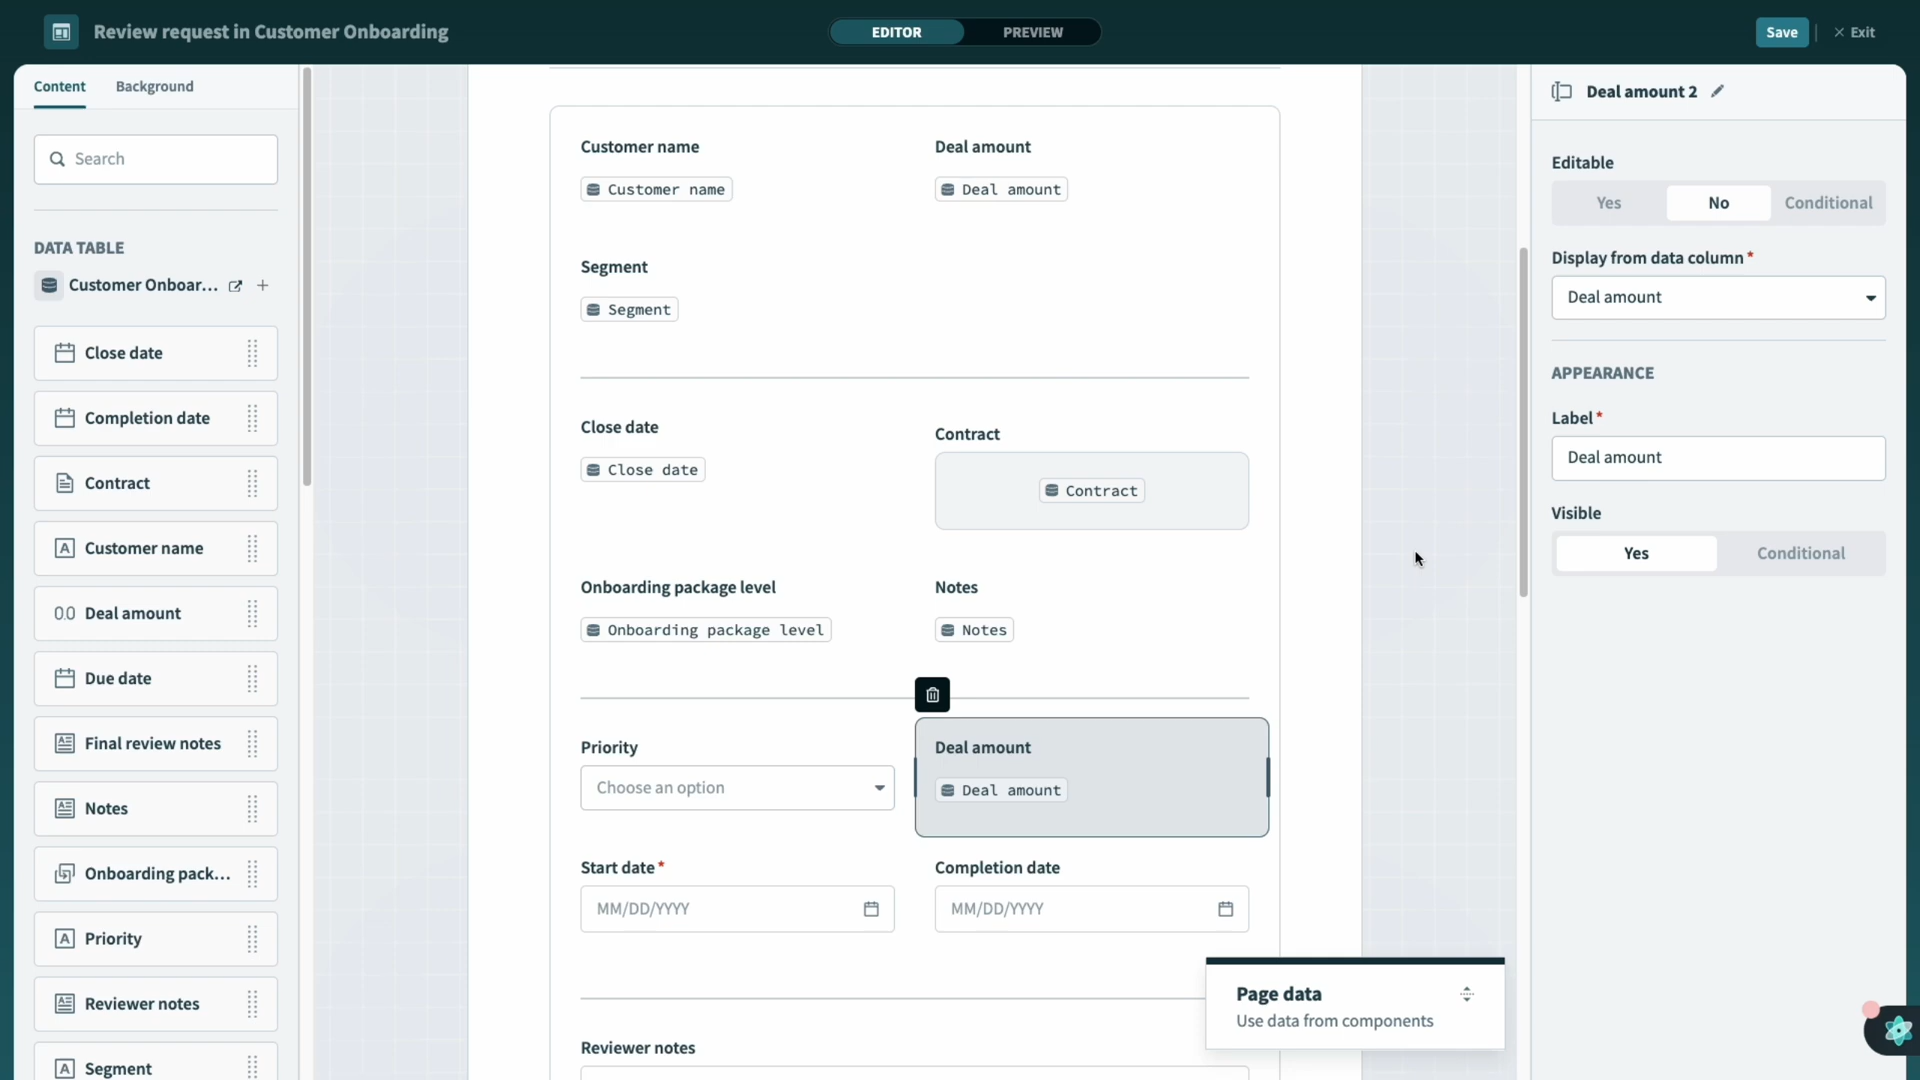 Review request in Customer Onboarding
EDITOR
PREVIEW
Save
Exit
Content
Background
Search
DATA TABLE
Customer Onboar...
Close date
Completion date
Contract
Customer name
0.0 Deal amount
Due date
Final review notes
Notes
Onboarding pack...
Priority
Reviewer notes
Segment
Customer name
Customer name
Deal amount
Deal amount
Segment
Segment
Close date
Close date
Contract
Contract
Onboarding package level
Onboarding package level
Notes
Notes
Priority
Choose an option
Deal amount
Deal amount
Start date*
MM/DD/YYYY
Completion date
MM/DD/YYYY
Reviewer notes
Page data
Use data from components
Deal amount 2
Editable
Yes
No
Conditional
Display from data column*
Deal amount
APPEARANCE
Label*
Deal amount
Visible
Yes
Conditional